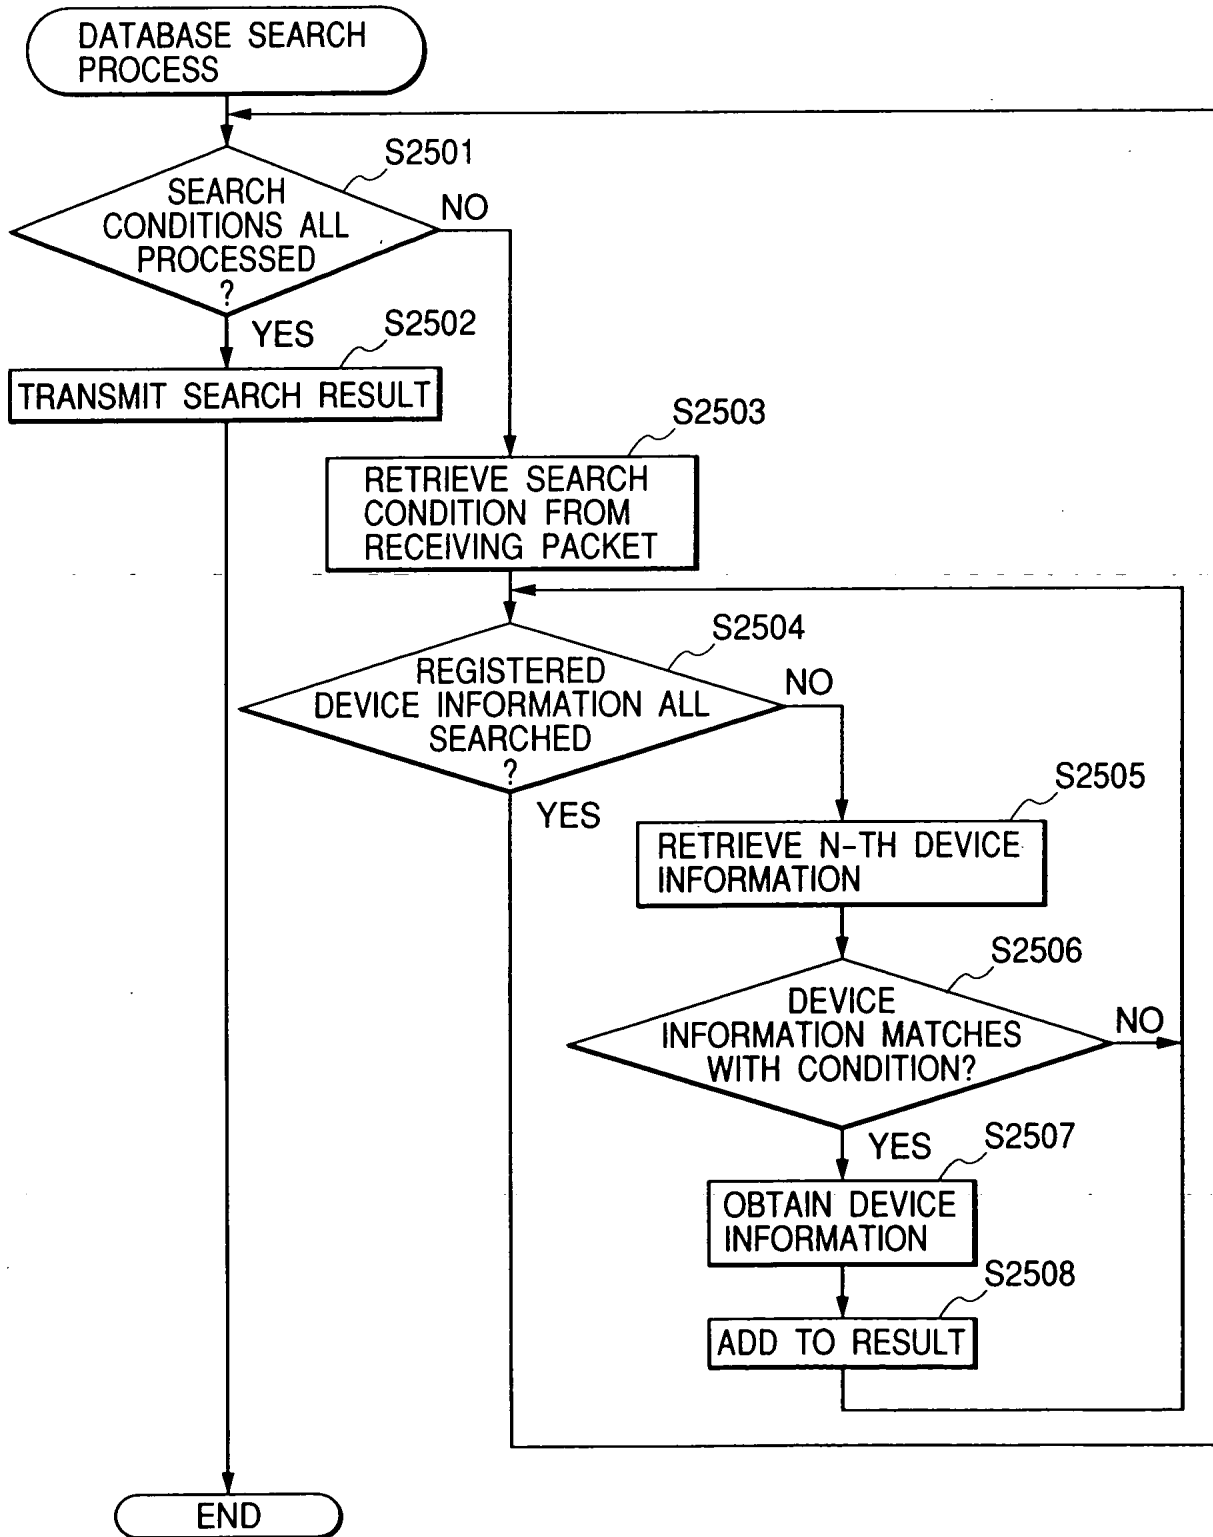 DATABASE SEARCH
PROCESS
S2501
SEARCH
CONDITIONS ALL
PROCESSED
?
NO
YES
S2502
TRANSMIT SEARCH RESULT
S2503
RETRIEVE SEARCH
CONDITION FROM
RECEIVING PACKET
S2504
REGISTERED
DEVICE INFORMATION ALL
SEARCHED
?
NO
YES
S2505
RETRIEVE N-TH DEVICE
INFORMATION
S2506
DEVICE
INFORMATION MATCHES
WITH CONDITION?
NO
YES
S2507
OBTAIN DEVICE
INFORMATION
S2508
ADD TO RESULT
END